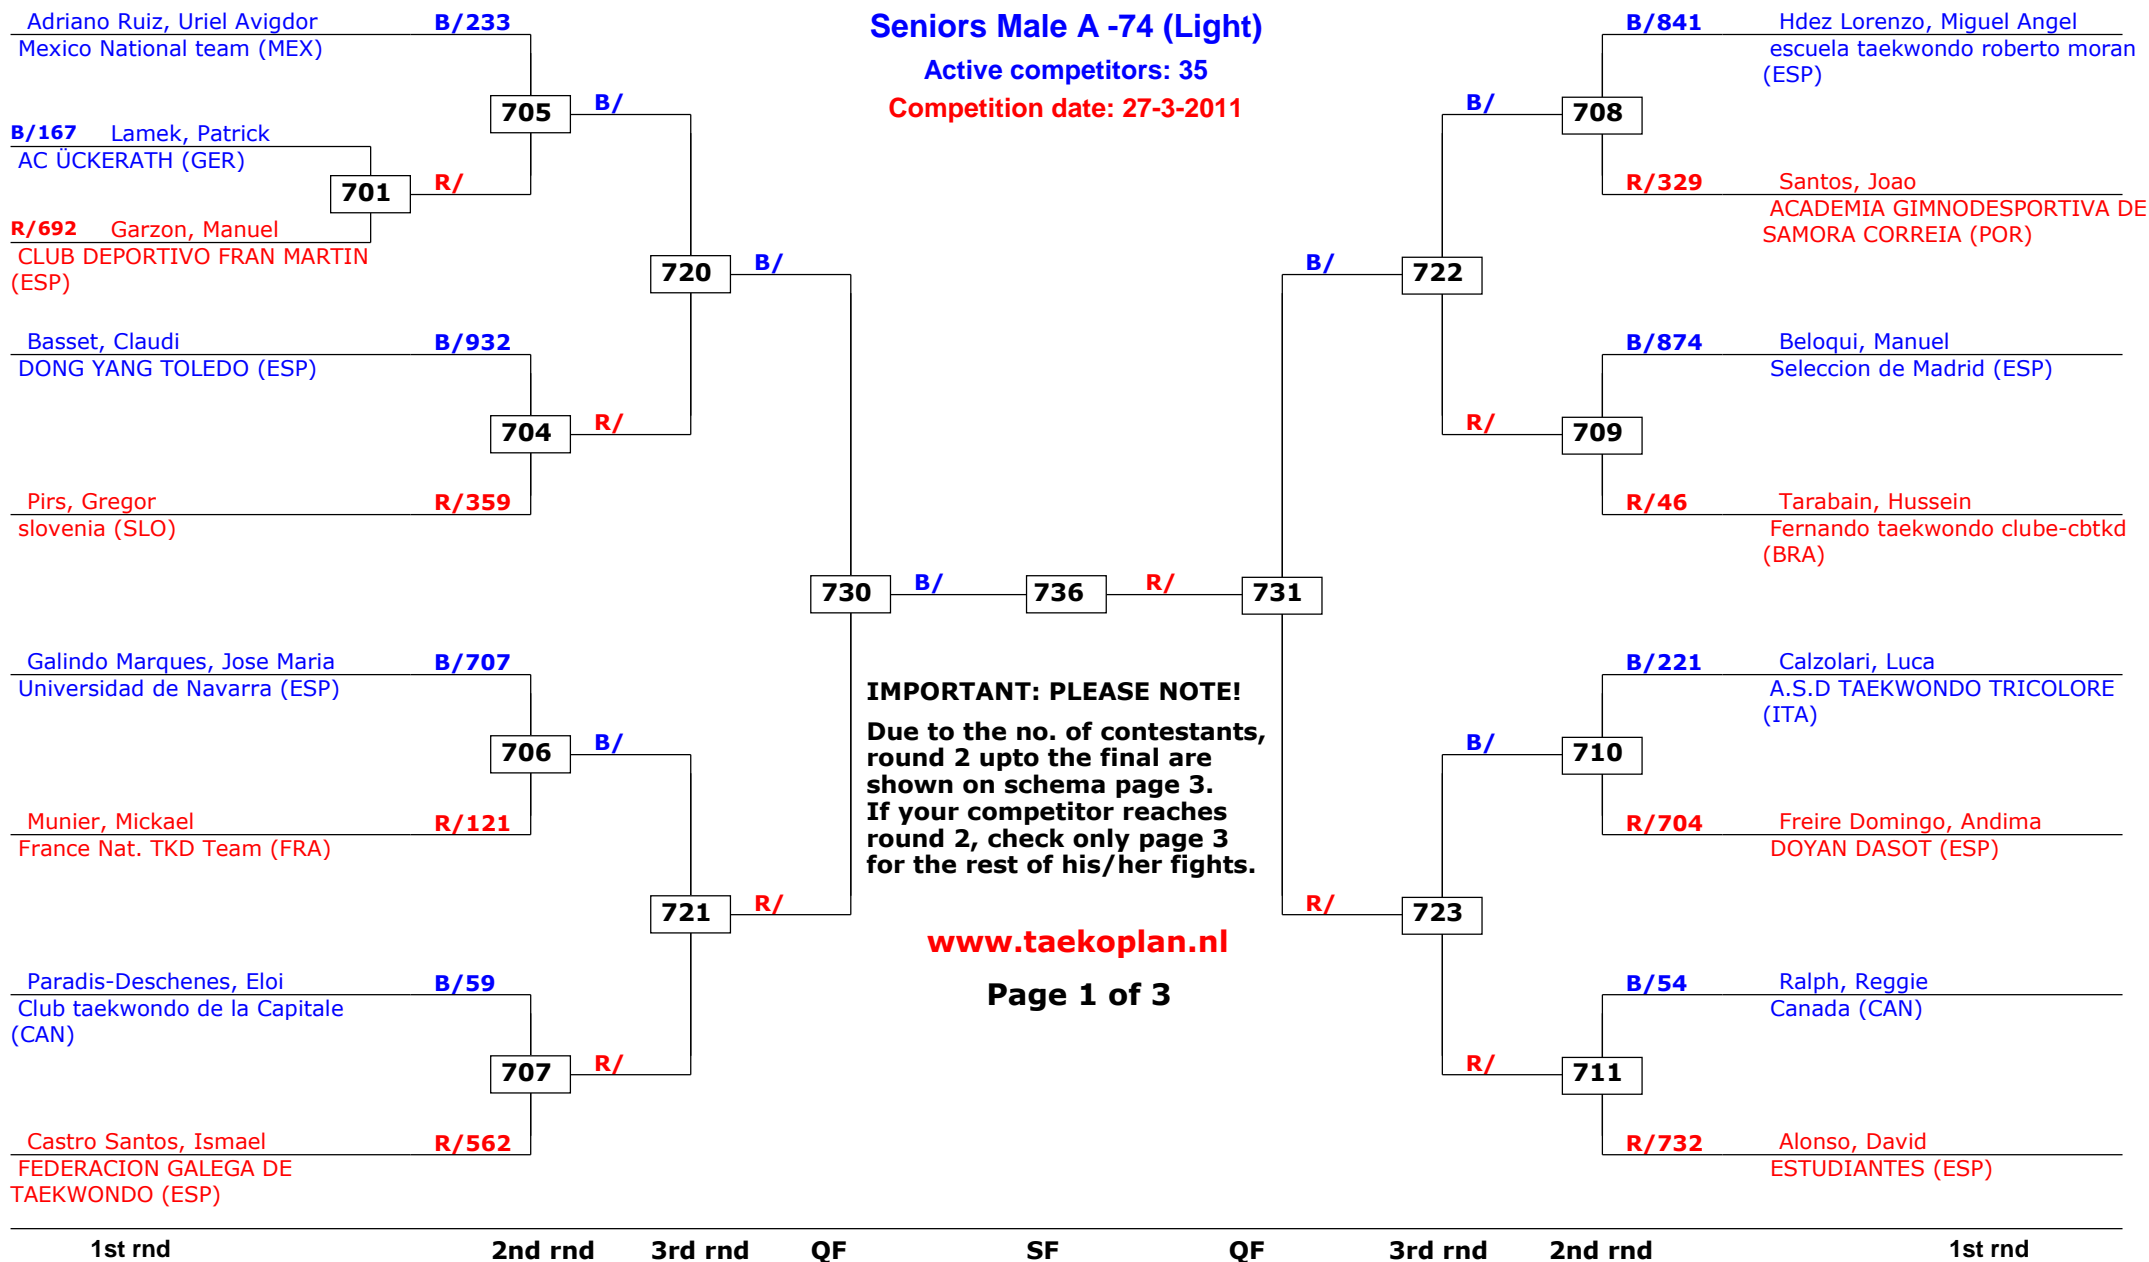 Seniors Male A -74 (Light)
Active competitors: 35
Competition date: 27-3-2011
Adriano Ruiz, Uriel Avigdor B/233
Mexico National team (MEX)
705 B/
B/167 Lamek, Patrick
AC ÜCKERATH (GER)
701 R/
R/692 Garzon, Manuel
CLUB DEPORTIVO FRAN MARTIN
(ESP)
720 B/
Basset, Claudi B/932
DONG YANG TOLEDO (ESP)
704 R/
Pirs, Gregor R/359
slovenia (SLO)
730 B/ 736 R/ 731
Galindo Marques, Jose Maria B/707
Universidad de Navarra (ESP)
706 B/
Munier, Mickael R/121
France Nat. TKD Team (FRA)
721 R/
Paradis-Deschenes, Eloi B/59
Club taekwondo de la Capitale
(CAN)
707 R/
Castro Santos, Ismael R/562
FEDERACION GALEGA DE
TAEKWONDO (ESP)
IMPORTANT: PLEASE NOTE!
Due to the no. of contestants,
round 2 upto the final are
shown on schema page 3.
If your competitor reaches
round 2, check only page 3
for the rest of his/her fights.
www.taekoplan.nl
Page 1 of 3
B/841 Hdez Lorenzo, Miguel Angel
escuela taekwondo roberto moran
(ESP)
B/ 708
R/329 Santos, Joao
ACADEMIA GIMNODESPORTIVA DE
SAMORA CORREIA (POR)
B/ 722
B/874 Beloqui, Manuel
Seleccion de Madrid (ESP)
R/ 709
R/46 Tarabain, Hussein
Fernando taekwondo clube-cbtkd
(BRA)
B/221 Calzolari, Luca
A.S.D TAEKWONDO TRICOLORE
(ITA)
B/ 710
R/704 Freire Domingo, Andima
DOYAN DASOT (ESP)
R/ 723
B/54 Ralph, Reggie
Canada (CAN)
R/ 711
R/732 Alonso, David
ESTUDIANTES (ESP)
1st rnd 2nd rnd 3rd rnd QF SF QF 3rd rnd 2nd rnd 1st rnd